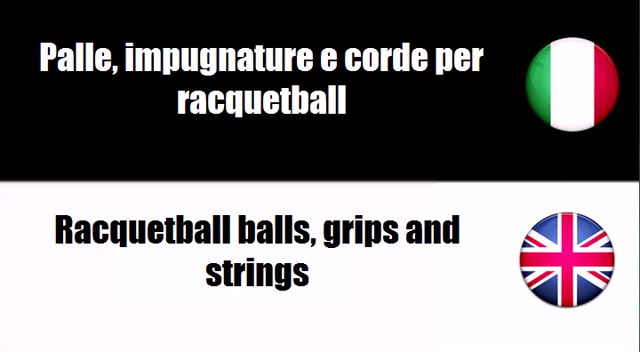 Palle, impugnature e corde per
racquetball
Racquetball balls, grips and
strings